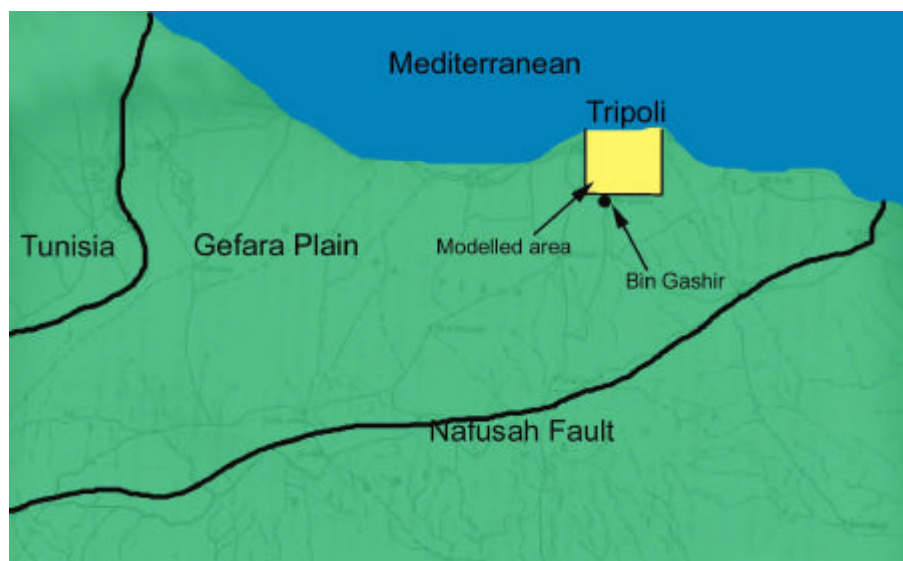 Mediterranean
Tripoli
Tunisia
Gefara Plain
Modelled area
Bin Gashir
Nafusah Fault